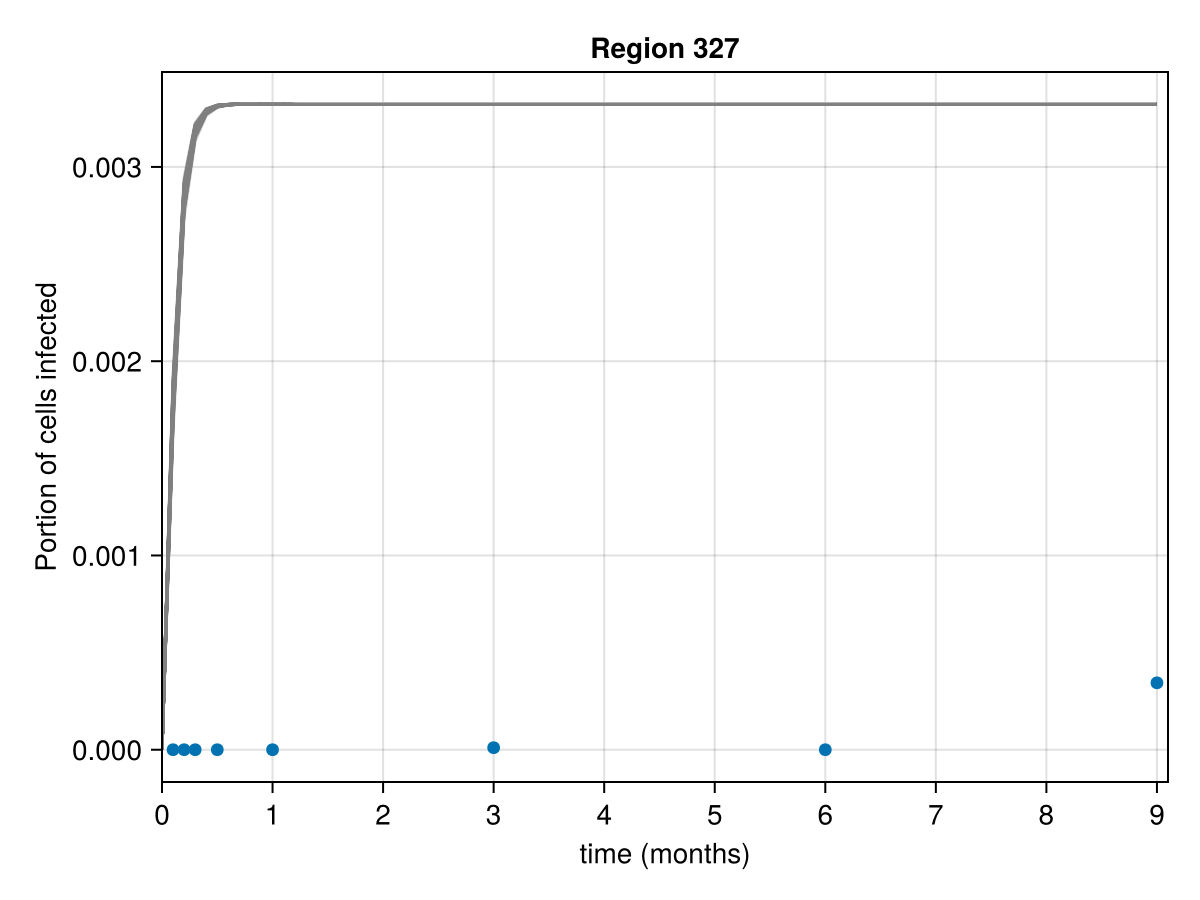 Region 327
Portion of cells infected
0.003
0.002
0.001
0.000
0 1 2 3 4 5 6 7 8 9
time (months)